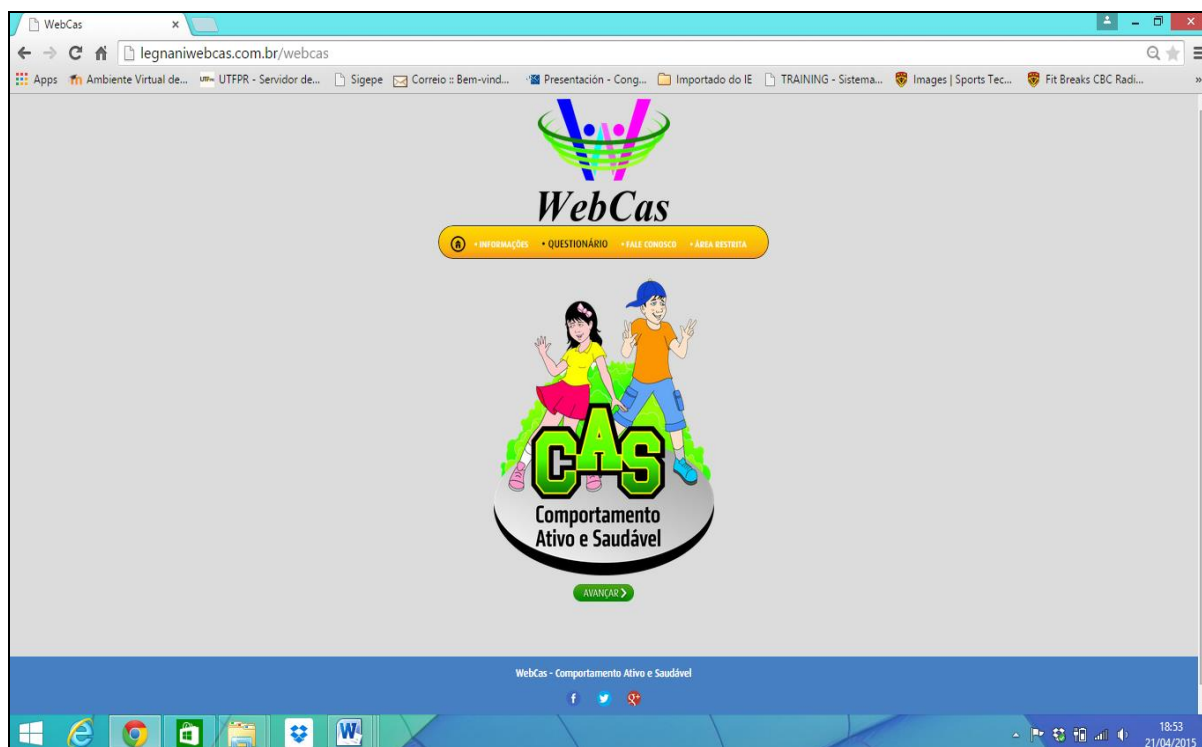 WebCas
legnaniwebcas.com.br/webcas
Apps Ambiente Virtual de... UTFPR - Servidor de... Sigepe Correio :: Bem-vind... Presentación - Cong... Importado do IE TRAINING - Sistema... Images | Sports Tec... Fit Breaks CBC Radi... »
WebCas
• INFORMAÇÕES • QUESTIONÁRIO • FALE CONOSCO • ÁREA RESTRITA
CAS
Comportamento
Ativo e Saudável
AVANÇAR
WebCas - Comportamento Ativo e Saudável
18:53
21/04/2015